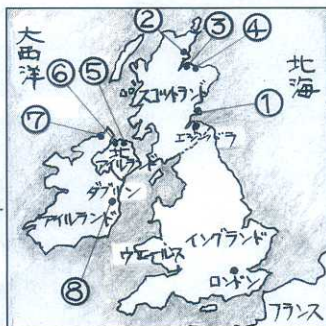 大西洋
北海
②
③
④
①
⑥
⑤
⑦
⑧
スコットランド
エジンバラ
北
アイルランド
ダブリン
アイルランド
ウェールズ
イングランド
ロンドン
フランス